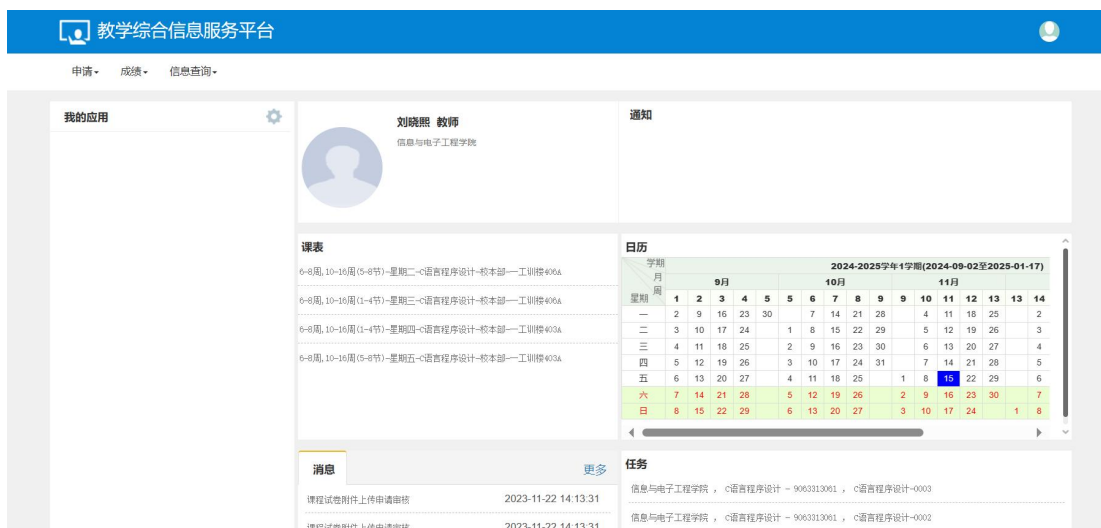 教学综合信息服务平台
申请 成绩 信息查询
我的应用
刘晓熙 教师
信息与电子工程学院
通知
课表
6-8周,10-16周(5-8节)-星期二-C语言程序设计-校本部-一工训楼406A
6-8周,10-16周(1-4节)-星期三-C语言程序设计-校本部-一工训楼406A
6-8周,10-16周(1-4节)-星期四-C语言程序设计-校本部-一工训楼403A
6-8周,10-16周(5-8节)-星期五-C语言程序设计-校本部-一工训楼403A
日历
学期 2024-2025学年1学期(2024-09-02至2025-01-17)
月 9月 10月 11月
周
星期 1 2 3 4 5 5 6 7 8 9 9 10 11 12 13 13 14
一 2 9 16 23 30 7 14 21 28 4 11 18 25 2
二 3 10 17 24 1 8 15 22 29 5 12 19 26 3
三 4 11 18 25 2 9 16 23 30 6 13 20 27 4
四 5 12 19 26 3 10 17 24 31 7 14 21 28 5
五 6 13 20 27 4 11 18 25 1 8 15 22 29 6
六 7 14 21 28 5 12 19 26 2 9 16 23 30 7
日 8 15 22 29 6 13 20 27 3 10 17 24 1 8
消息 更多
课程试卷附件上传申请审核 2023-11-22 14:13:31
课程试卷附件上传申请审核 2023-11-22 14:13:31
任务
信息与电子工程学院 , C语言程序设计 - 9063313061 , C语言程序设计-0003
信息与电子工程学院 , C语言程序设计 - 9063313061 , C语言程序设计-0002